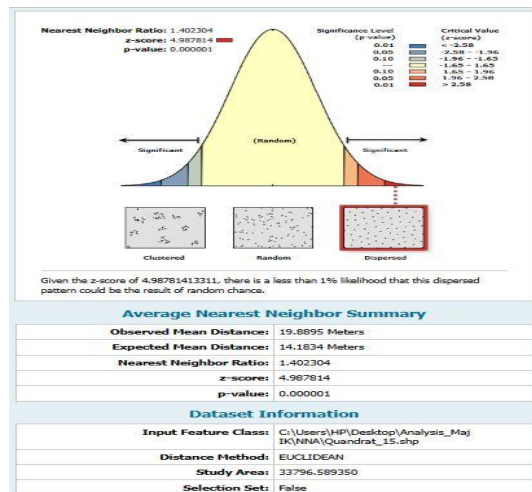 Nearest Neighbor Ratio: 1.402304
z-score: 4.987814
p-value: 0.000001
Significance Level (p-value)
Critical Value (z-score)
0.01 < -2.58
0.05 -2.58 - -1.96
0.10 -1.96 - -1.65
--- -1.65 - 1.65
0.10 1.65 - 1.96
0.05 1.96 - 2.58
0.01 > 2.58
Significant
(Random)
Significant
Clustered
Random
Dispersed
Given the z-score of 4.98781413311, there is a less than 1% likelihood that this dispersed
pattern could be the result of random chance.
Average Nearest Neighbor Summary
Observed Mean Distance: 19.8895 Meters
Expected Mean Distance: 14.1834 Meters
Nearest Neighbor Ratio: 1.402304
z-score: 4.987814
p-value: 0.000001
Dataset Information
Input Feature Class: C:\Users\HP\Desktop\Analysis_Maj
IK\NNA\Quandrat_15.shp
Distance Method: EUCLIDEAN
Study Area: 33796.589350
Selection Set: False